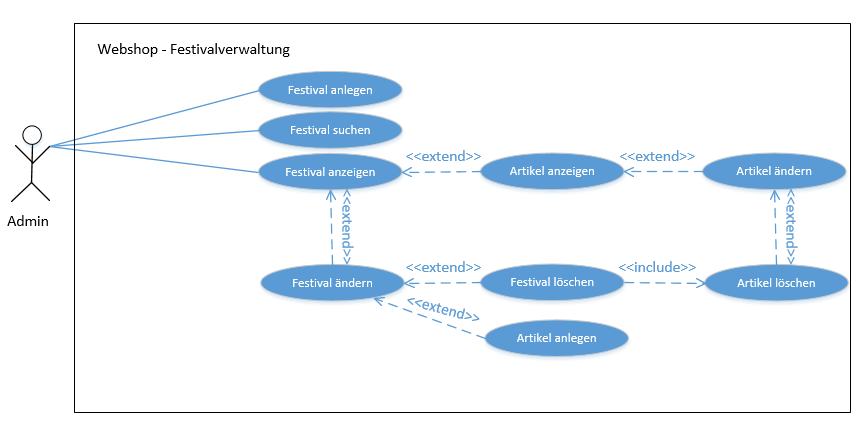 Webshop - Festivalverwaltung
Festival anlegen
Festival suchen
Festival anzeigen
<<extend>>
Artikel anzeigen
<<extend>>
Artikel ändern
Admin
<<extend>>
<<extend>>
Festival ändern
<<extend>>
Festival löschen
<<include>>
Artikel löschen
<<extend>>
Artikel anlegen